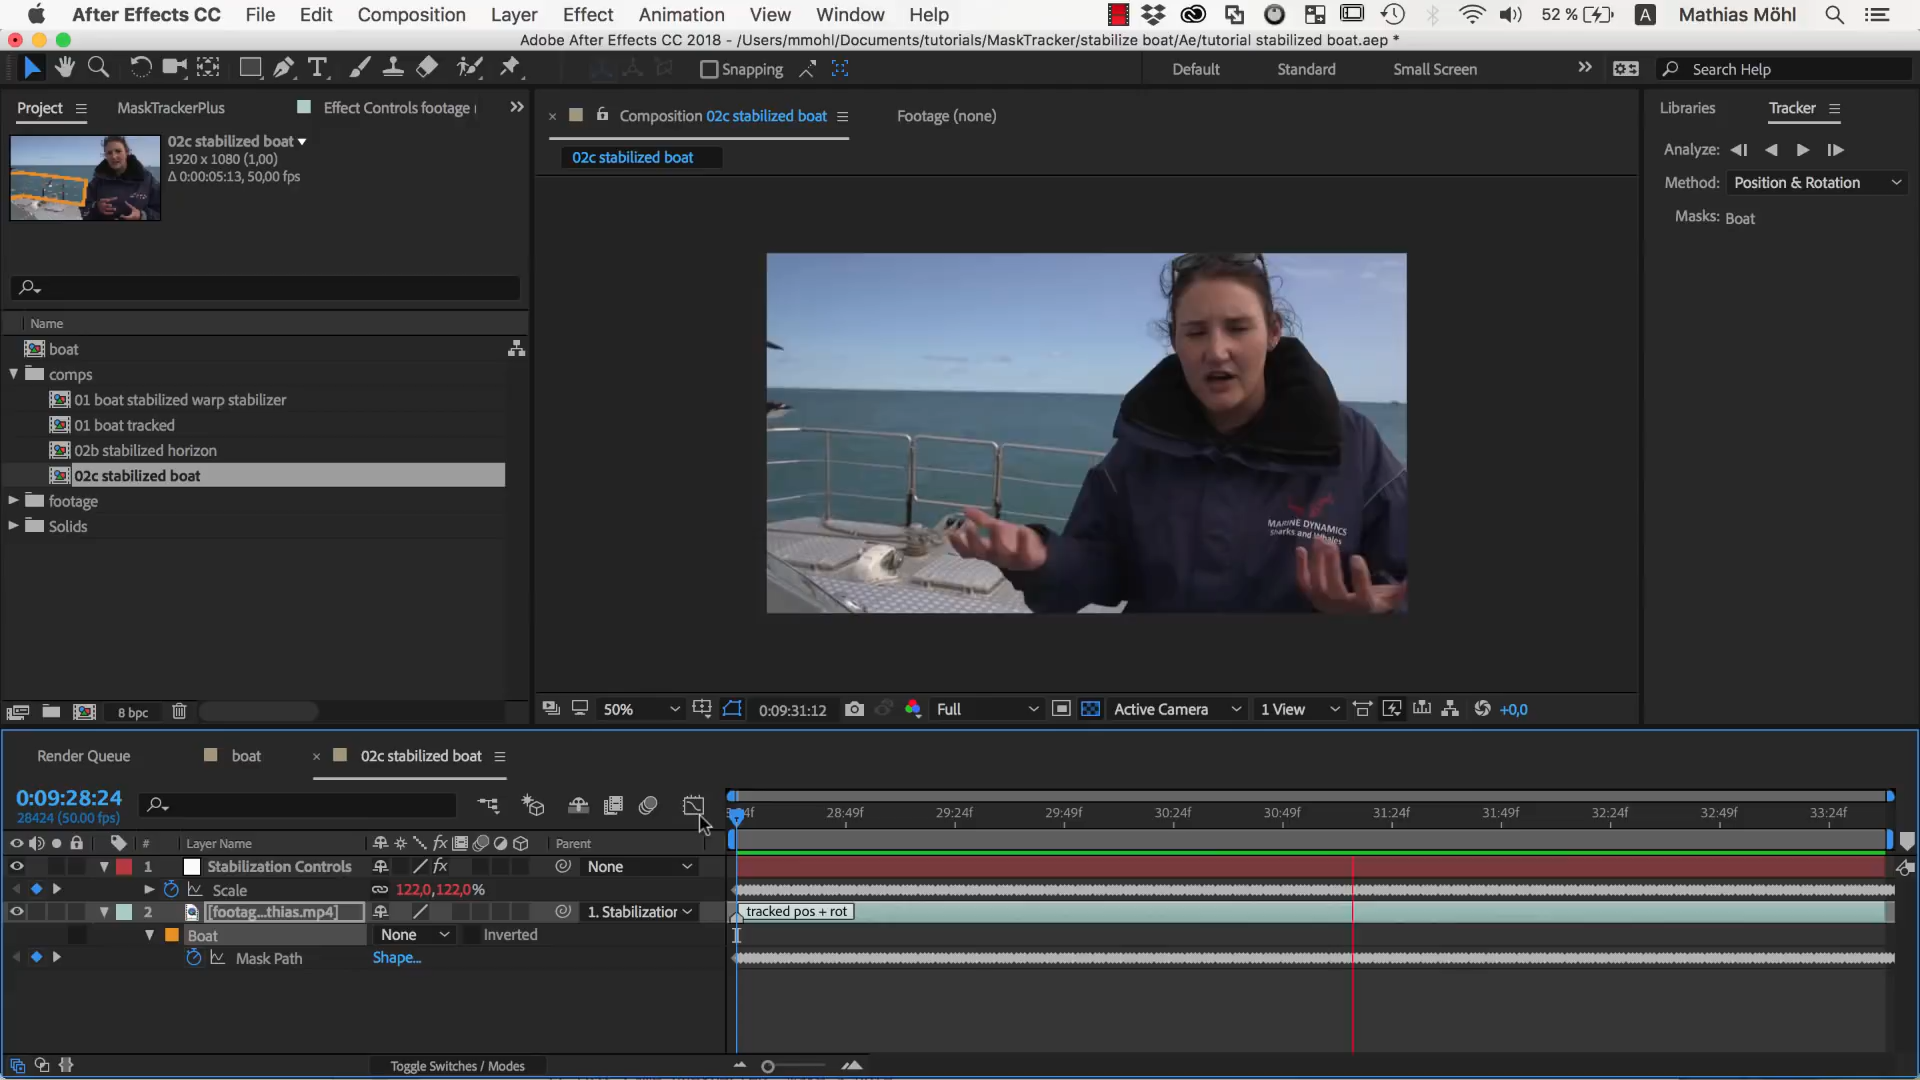 After Effects CC File Edit Composition Layer Effect Animation View Window Help 52 % A Mathias Möhl
Adobe After Effects CC 2018 - /Users/mmohl/Documents/tutorials/MaskTracker/stabilize boat/Ae/tutorial stabilized boat.aep *
Snapping Default Standard Small Screen Search Help
Project MaskTrackerPlus Effect Controls footage
Composition 02c stabilized boat Footage (none)
Libraries Tracker
02c stabilized boat
1920 x 1080 (1,00)
Δ 0:00:05:13, 50,00 fps
02c stabilized boat
Analyze:
Method: Position & Rotation
Masks: Boat
Name
boat
comps
01 boat stabilized warp stabilizer
01 boat tracked
02b stabilized horizon
02c stabilized boat
footage
Solids
MARINE DYNAMICS
Sharks and Whales
8 bpc
50% 0:09:31:12 Full Active Camera 1 View +0,0
Render Queue boat 02c stabilized boat
0:09:28:24
28424 (50.00 fps)
28:49f 29:24f 29:49f 30:24f 30:49f 31:24f 31:49f 32:24f 32:49f 33:24f
# Layer Name fx Parent
1 Stabilization Controls fx None
Scale 122,0,122,0%
2 [footag...thias.mp4] 1. Stabilization tracked pos + rot
Boat None Inverted
Mask Path Shape...
Toggle Switches / Modes